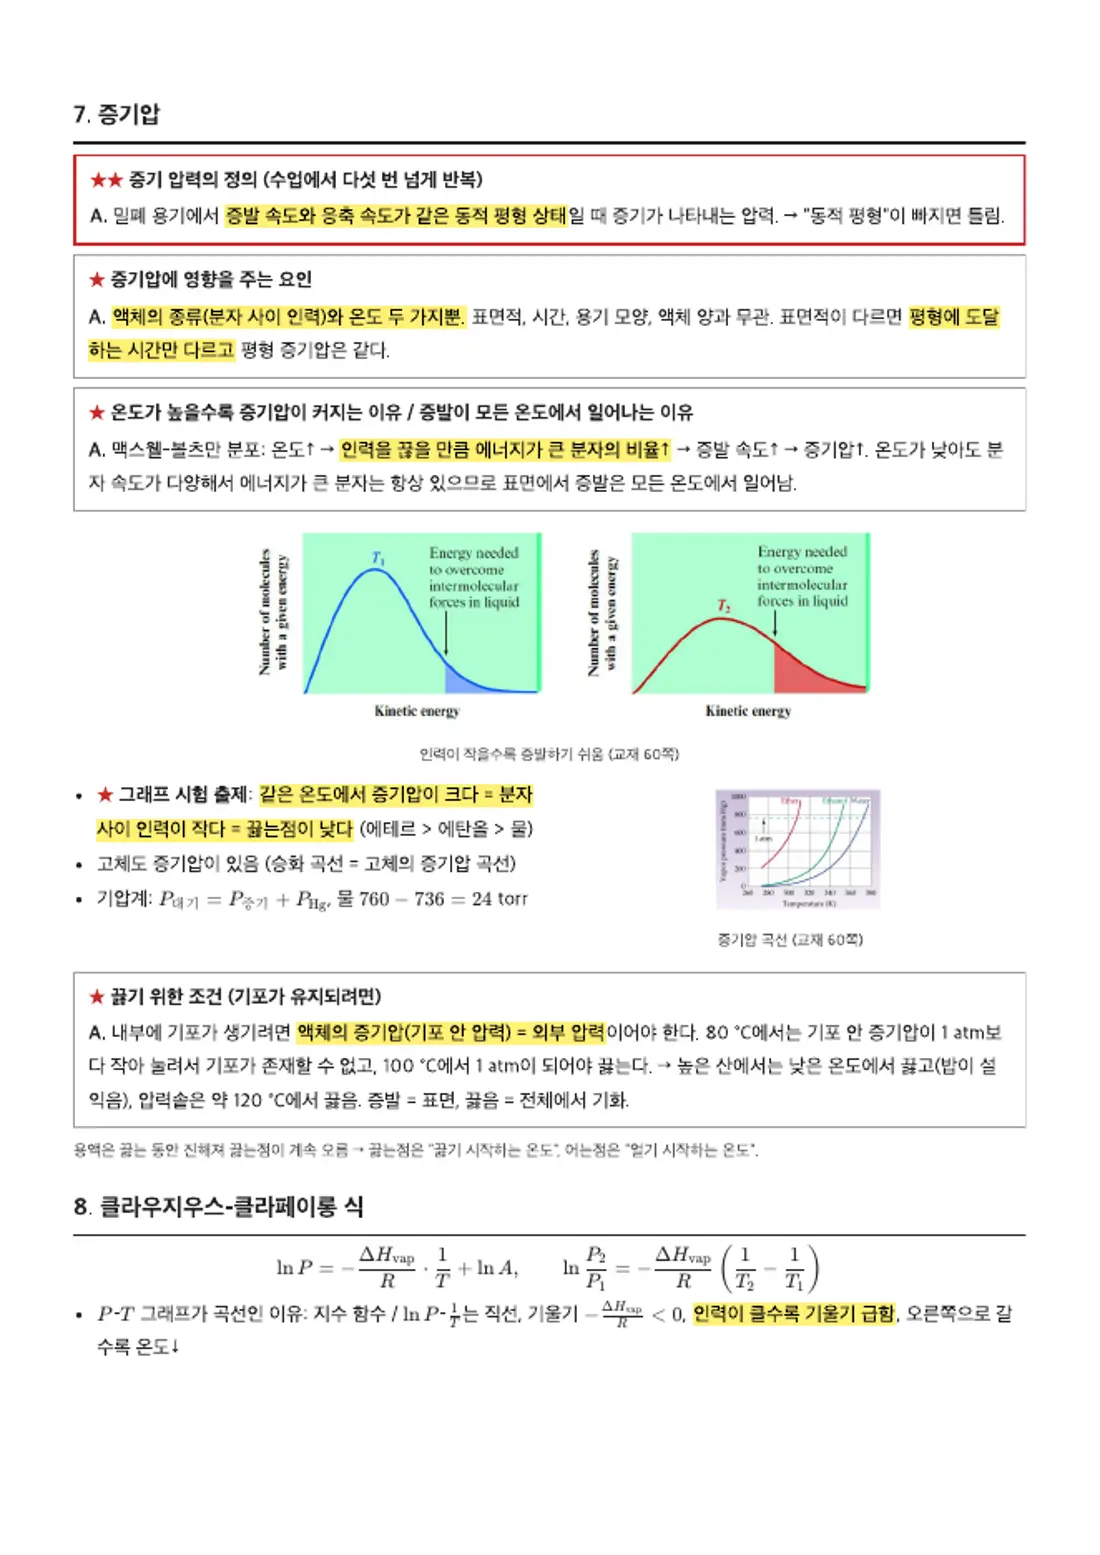 7. 증기압
★★ 증기 압력의 정의 (수업에서 다섯 번 넘게 반복)
A. 밀폐 용기에서 증발 속도와 응축 속도가 같은 동적 평형 상태일 때 증기가 나타내는 압력. → "동적 평형"이 빠지면 틀림.
★ 증기압에 영향을 주는 요인
A. 액체의 종류(분자 사이 인력)와 온도 두 가지뿐. 표면적, 시간, 용기 모양, 액체 양과 무관. 표면적이 다르면 평형에 도달
하는 시간만 다르고 평형 증기압은 같다.
★ 온도가 높을수록 증기압이 커지는 이유 / 증발이 모든 온도에서 일어나는 이유
A. 맥스웰-볼츠만 분포: 온도↑ → 인력을 끊을 만큼 에너지가 큰 분자의 비율↑ → 증발 속도↑ → 증기압↑. 온도가 낮아도 분
자 속도가 다양해서 에너지가 큰 분자는 항상 있으므로 표면에서 증발은 모든 온도에서 일어남.
Number of molecules
with a given energy
T₁
Energy needed
to overcome
intermolecular
forces in liquid
Kinetic energy
Number of molecules
with a given energy
T₂
Energy needed
to overcome
intermolecular
forces in liquid
Kinetic energy
인력이 작을수록 증발하기 쉬움 (교재 60쪽)
• ★ 그래프 시험 출제: 같은 온도에서 증기압이 크다 = 분자
사이 인력이 작다 = 끓는점이 낮다 (에테르 > 에탄올 > 물)
• 고체도 증기압이 있음 (승화 곡선 = 고체의 증기압 곡선)
• 기압계: P대기 = P증기 + P_Hg, 물 760 − 736 = 24 torr
Ether Ethanol Water
1000
800
600
400
200
0
1 atm
260 280 300 320 340 360 380
Temperature (K)
증기압 곡선 (교재 60쪽)
★ 끓기 위한 조건 (기포가 유지되려면)
A. 내부에 기포가 생기려면 액체의 증기압(기포 안 압력) = 외부 압력이어야 한다. 80 °C에서는 기포 안 증기압이 1 atm보
다 작아 눌려서 기포가 존재할 수 없고, 100 °C에서 1 atm이 되어야 끓는다. → 높은 산에서는 낮은 온도에서 끓고(밥이 설
익음), 압력솥은 약 120 °C에서 끓음. 증발 = 표면, 끓음 = 전체에서 기화.
용액은 끓는 동안 진해져 끓는점이 계속 오름 → 끓는점은 "끓기 시작하는 온도", 어는점은 "얼기 시작하는 온도".
8. 클라우지우스-클라페이롱 식
ln P = −ΔH_vap/R · 1/T + ln A, ln P₂/P₁ = −ΔH_vap/R (1/T₂ − 1/T₁)
• P-T 그래프가 곡선인 이유: 지수 함수 / ln P-1/T는 직선, 기울기 −ΔH_vap/R < 0, 인력이 클수록 기울기 급함, 오른쪽으로 갈
수록 온도↓